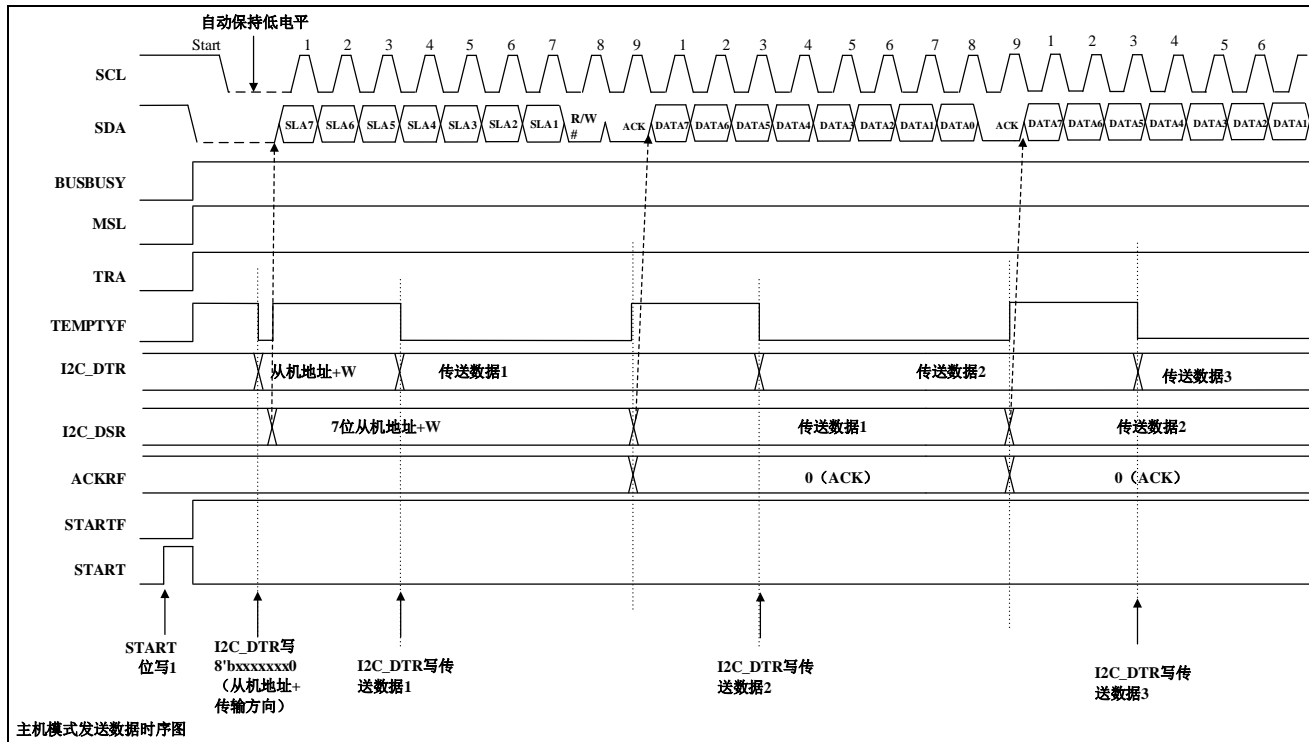 自动保持低电平
Start 1 2 3 4 5 6 7 8 9 1 2 3 4 5 6 7 8 9 1 2 3 4 5 6
SCL
SDA SLA7 SLA6 SLA5 SLA4 SLA3 SLA2 SLA1 R/W # ACK DATA7 DATA6 DATA5 DATA4 DATA3 DATA2 DATA1 DATA0 ACK DATA7 DATA6 DATA5 DATA4 DATA3 DATA2 DATA1
BUSBUSY
MSL
TRA
TEMPTYF
I2C_DTR 从机地址+W 传送数据1 传送数据2 传送数据3
I2C_DSR 7位从机地址+W 传送数据1 传送数据2
ACKRF 0（ACK） 0（ACK）
STARTF
START
START
位写1
I2C_DTR写
8'bxxxxxxx0
（从机地址+
传输方向）
I2C_DTR写传
送数据1
I2C_DTR写传
送数据2
I2C_DTR写传
送数据3
主机模式发送数据时序图